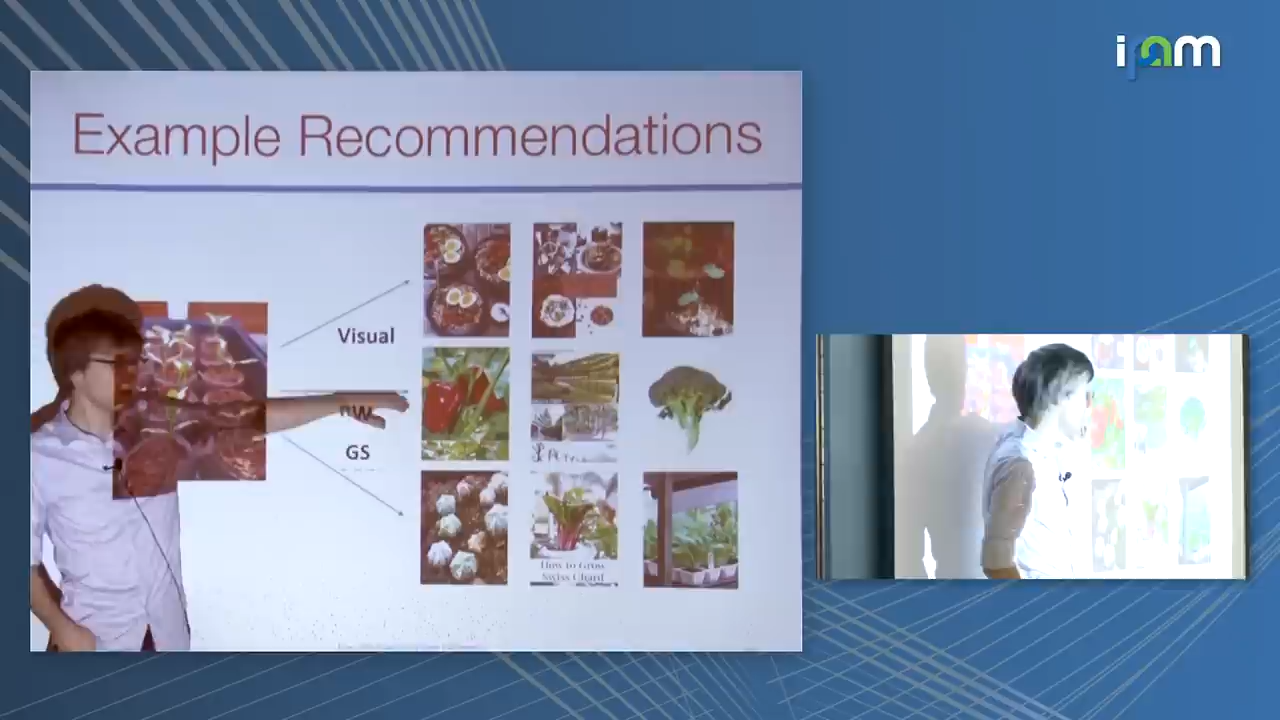 ipam
Example Recommendations
Visual
GS
How to Grow
Swiss Chard